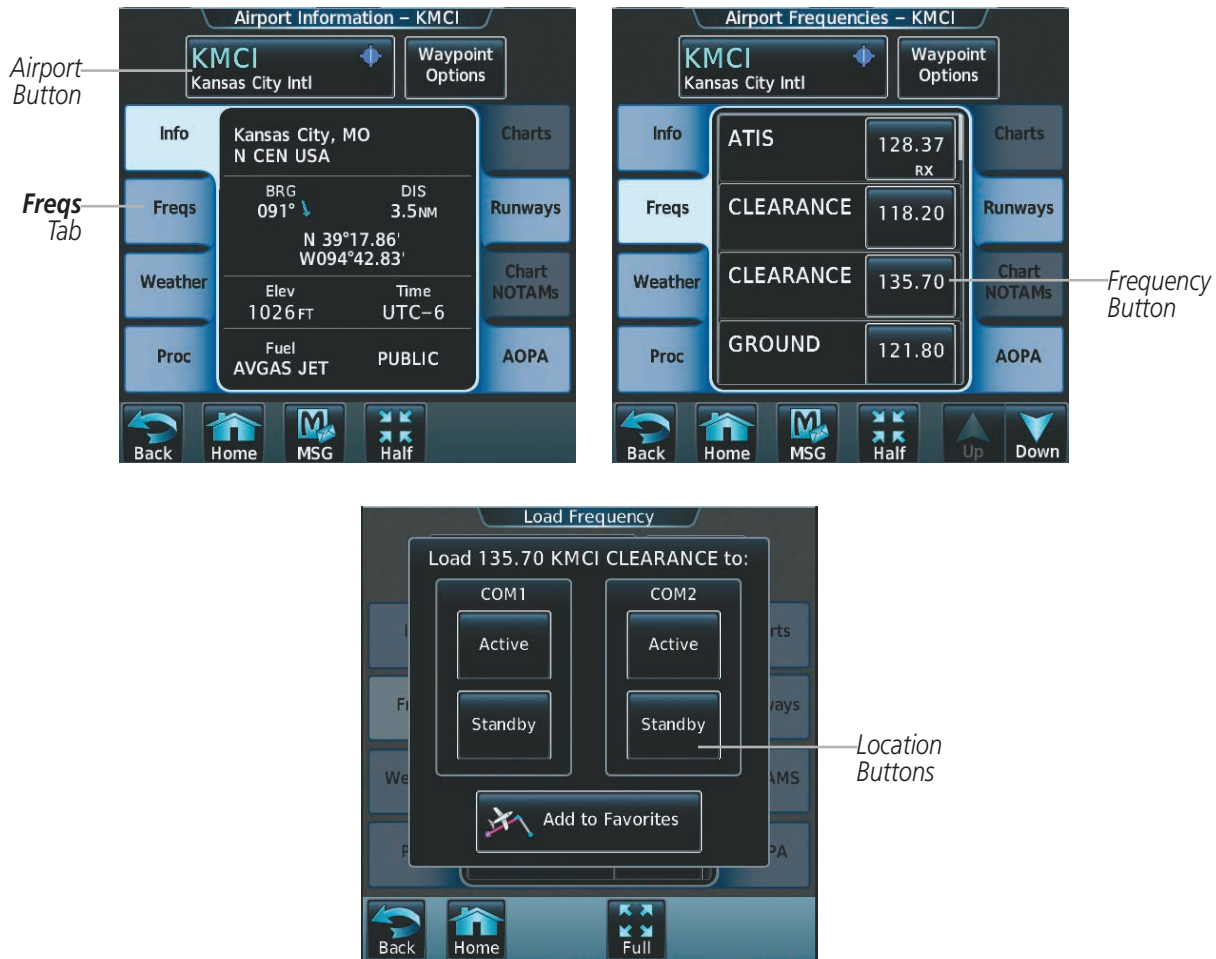 Airport Information – KMCI
KMCI
Kansas City Intl
Waypoint
Options
Airport
Button
Info
Freqs
Weather
Proc
Freqs
Tab
Kansas City, MO
N CEN USA
BRG
091°
DIS
3.5NM
N 39°17.86'
W094°42.83'
Elev
1026FT
Time
UTC–6
Fuel
AVGAS JET
PUBLIC
Charts
Runways
Chart
NOTAMs
AOPA
Back
Home
MSG
Half
Airport Frequencies – KMCI
KMCI
Kansas City Intl
Waypoint
Options
Info
Freqs
Weather
Proc
ATIS
128.37
RX
CLEARANCE
118.20
CLEARANCE
135.70
GROUND
121.80
Charts
Runways
Chart
NOTAMs
AOPA
Frequency
Button
Back
Home
MSG
Half
Up
Down
Load Frequency
Load 135.70 KMCI CLEARANCE to:
COM1
Active
Standby
COM2
Active
Standby
Add to Favorites
Location
Buttons
Back
Home
Full